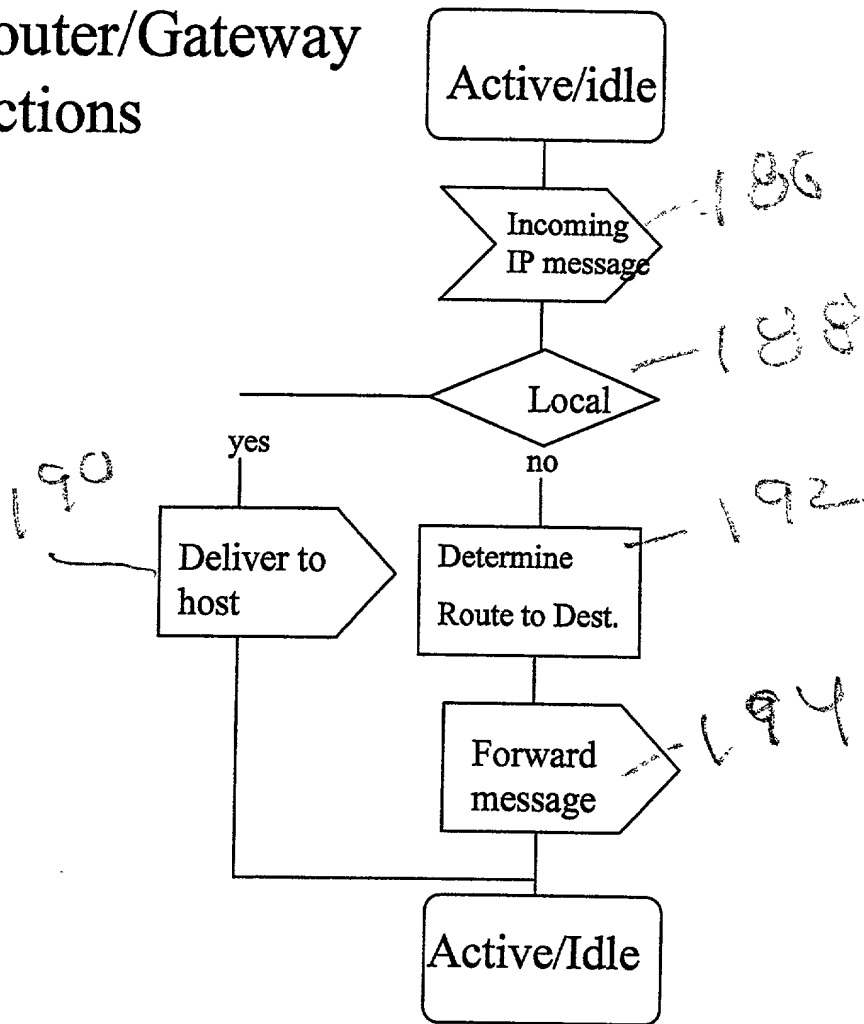 outer/Gateway
ctions
Active/idle
186
Incoming
IP message
188
Local
yes
no
190
192
Deliver to
host
Determine
Route to Dest.
194
Forward
message
Active/Idle